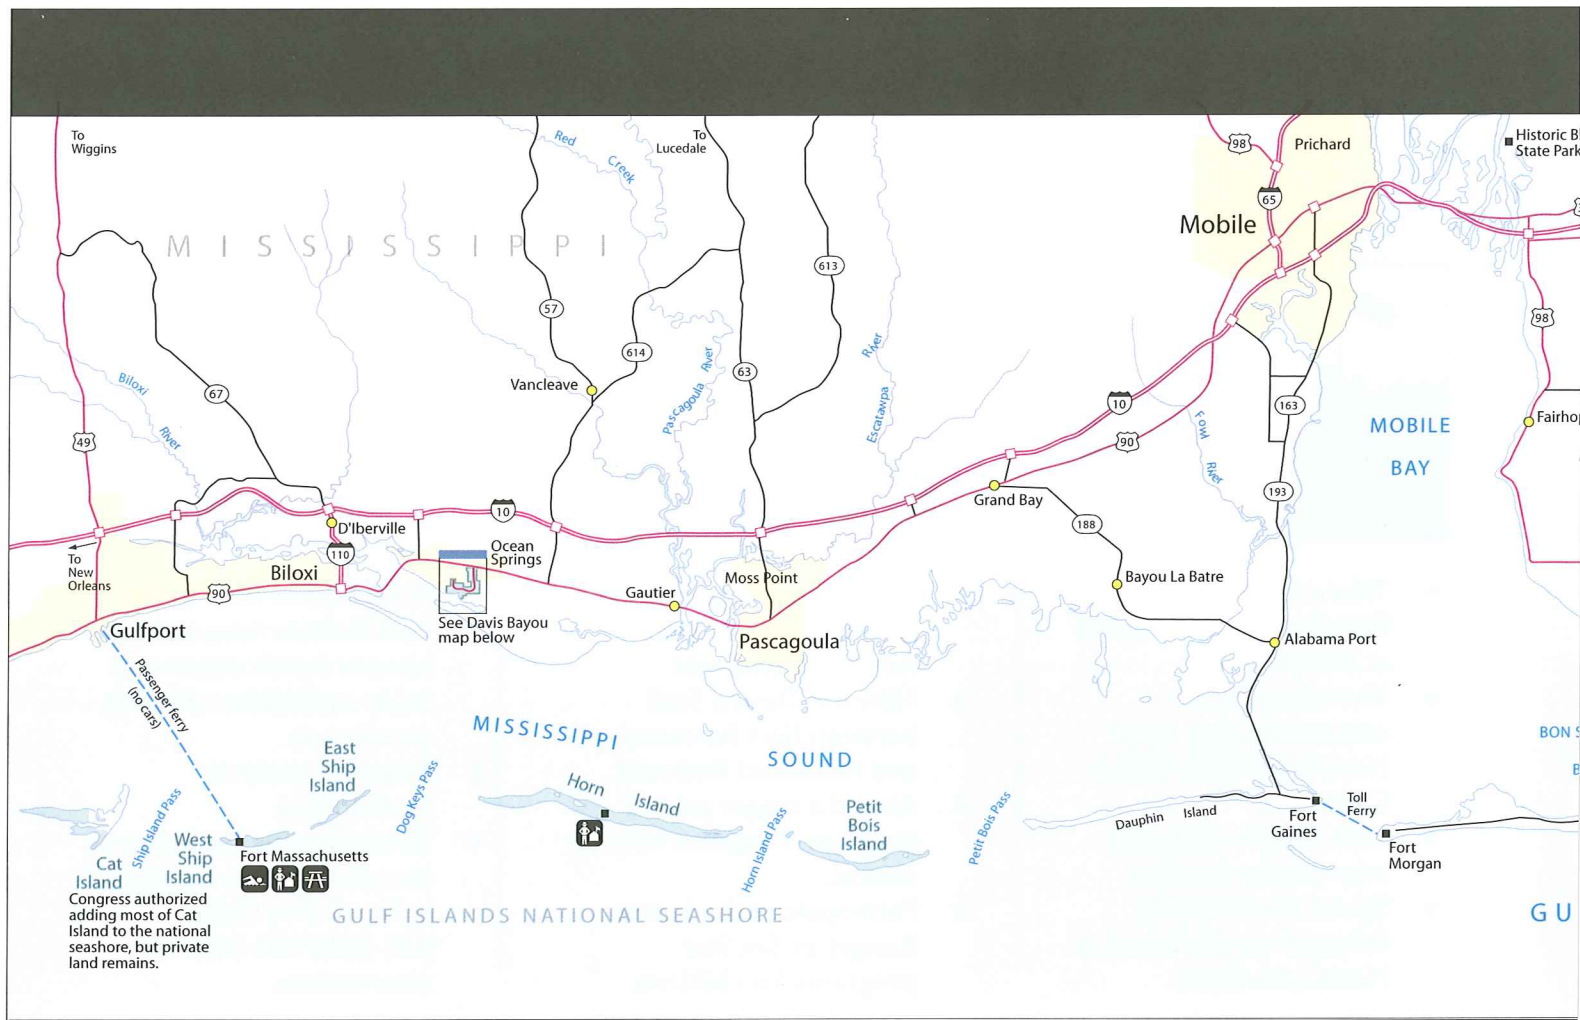 To
Wiggins
Red
Creek
To
Lucedale
98
Prichard
Historic
State Park
65
Mobile
MISSISSIPPI
613
57
614
98
Biloxi
River
67
Vancleave
Pascagoula River
63
Escatawpa River
10
163
Fowl
River
MOBILE
BAY
49
90
Grand Bay
193
10
D'Iberville
188
To
New
Orleans
110
Biloxi
Ocean
Springs
90
Gautier
Moss Point
Bayou La Batre
See Davis Bayou
map below
Gulfport
Pascagoula
Alabama Port
Passenger ferry
(no cars)
MISSISSIPPI
SOUND
BON
East
Ship
Island
Dog Keys Pass
Horn
Island
Petit
Bois
Island
Horn Island Pass
Petit Bois Pass
Dauphin Island
Fort
Gaines
Toll
Ferry
Fort
Morgan
Ship Island Pass
West
Ship
Island
Fort Massachusetts
Cat
Island
Congress authorized
adding most of Cat
Island to the national
seashore, but private
land remains.
GULF ISLANDS NATIONAL SEASHORE
GU